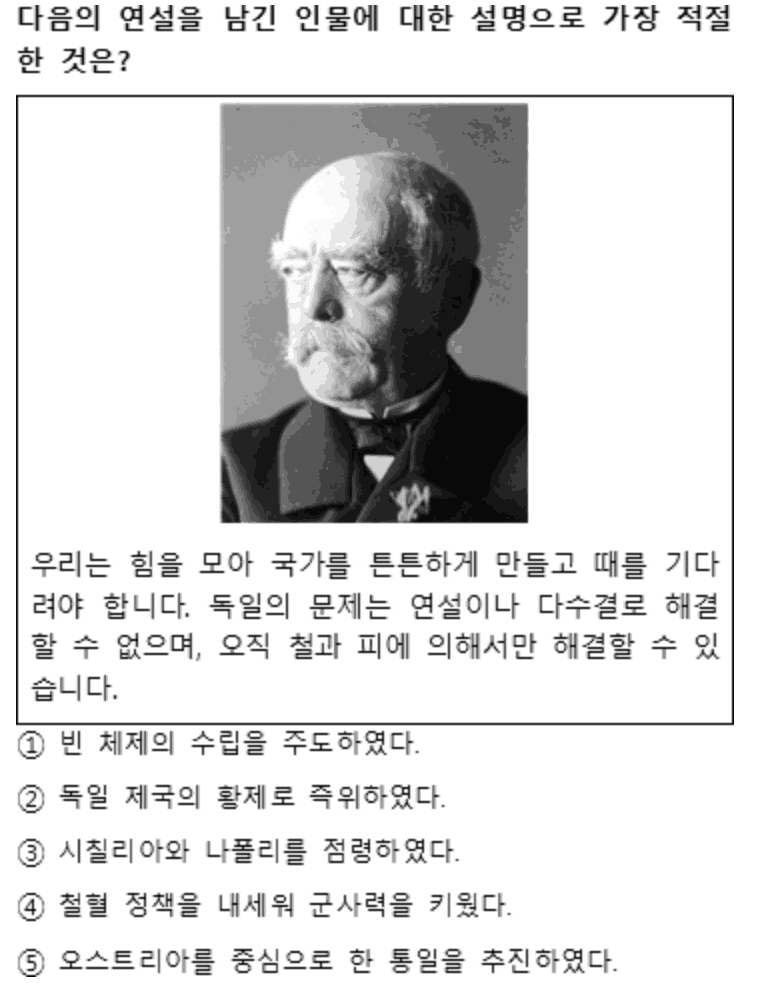 다음의 연설을 남긴 인물에 대한 설명으로 가장 적절
한 것은?
우리는 힘을 모아 국가를 튼튼하게 만들고 때를 기다
려야 합니다. 독일의 문제는 연설이나 다수결로 해결
할 수 없으며, 오직 철과 피에 의해서만 해결할 수 있
습니다.
① 빈 체제의 수립을 주도하였다.
② 독일 제국의 황제로 즉위하였다.
③ 시칠리아와 나폴리를 점령하였다.
④ 철혈 정책을 내세워 군사력을 키웠다.
⑤ 오스트리아를 중심으로 한 통일을 추진하였다.